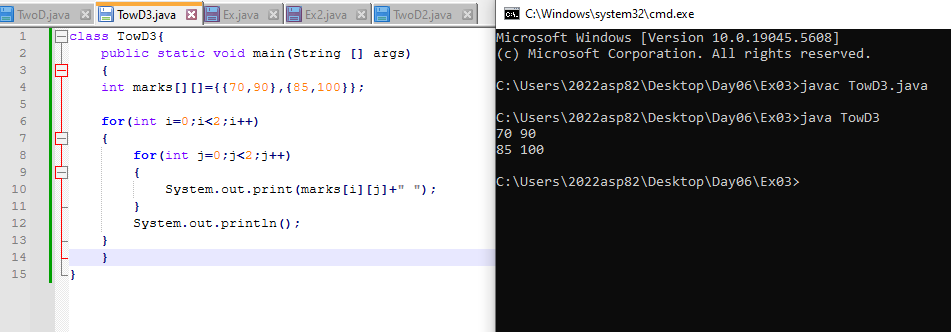 TwoD.java TowD3.java Ex.java Ex2.java TwoD2.java
1 class TowD3{
2 public static void main(String [] args)
3 {
4 int marks[][]={{70,90},{85,100}};
5
6 for(int i=0;i<2;i++)
7 {
8 for(int j=0;j<2;j++)
9 {
10 System.out.print(marks[i][j]+" ");
11 }
12 System.out.println();
13 }
14 }
15 }
C:\Windows\system32\cmd.exe
Microsoft Windows [Version 10.0.19045.5608]
(c) Microsoft Corporation. All rights reserved.
C:\Users\2022asp82\Desktop\Day06\Ex03>javac TowD3.java
C:\Users\2022asp82\Desktop\Day06\Ex03>java TowD3
70 90
85 100
C:\Users\2022asp82\Desktop\Day06\Ex03>